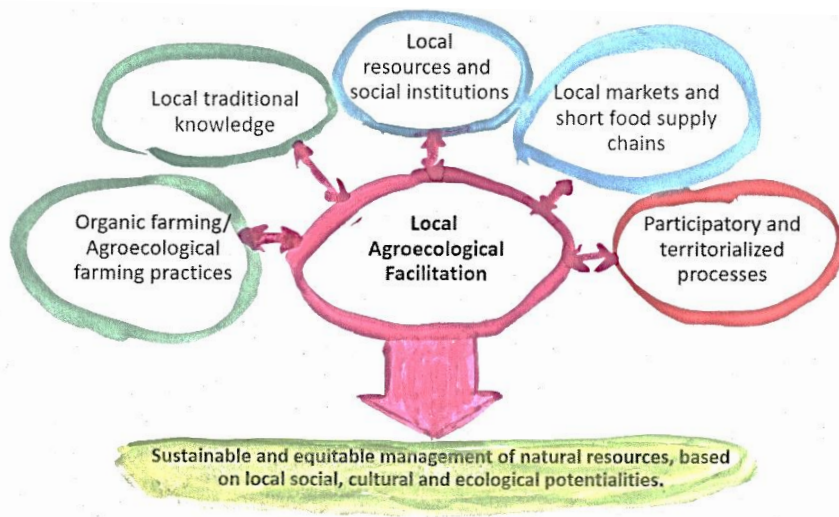 Local
resources and
social institutions
Local traditional
knowledge
Local markets and
short food supply
chains
Organic farming/
Agroecological
farming practices
Local
Agroecological
Facilitation
Participatory and
territorialized
processes
Sustainable and equitable management of natural resources, based
on local social, cultural and ecological potentialities.